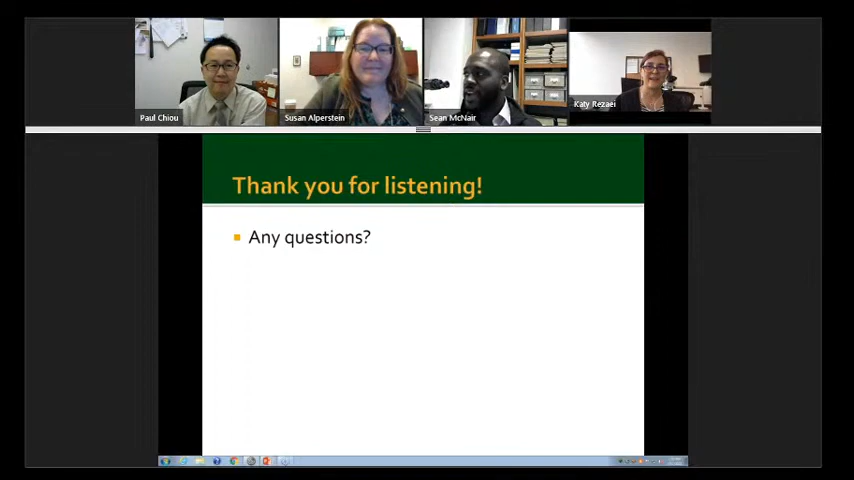 Paul Chiou
Susan Alperstein
Sean McNair
Katy Rezaei
Thank you for listening!
Any questions?